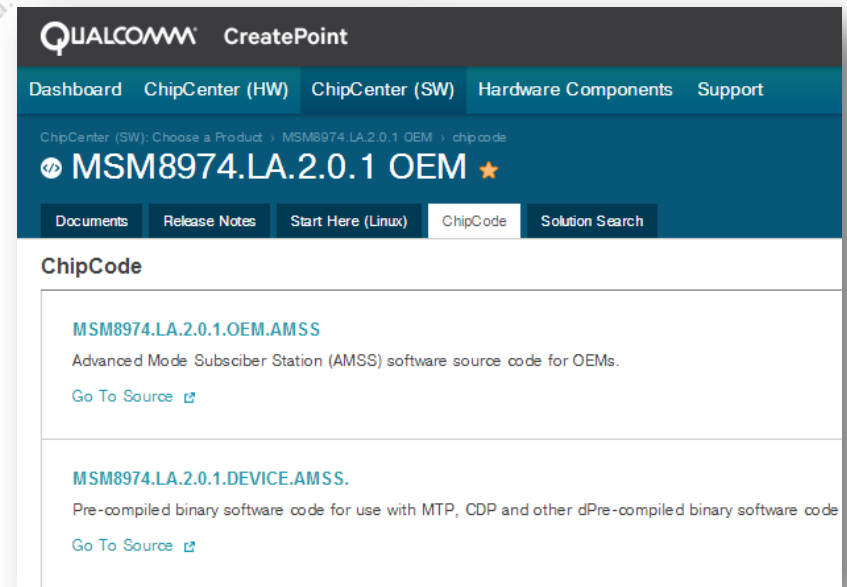 QUALCOMM CreatePoint
Dashboard ChipCenter (HW) ChipCenter (SW) Hardware Components Support
ChipCenter (SW): Choose a Product › MSM8974.LA.2.0.1 OEM › chipcode
MSM8974.LA.2.0.1 OEM
Documents Release Notes Start Here (Linux) ChipCode Solution Search
ChipCode
MSM8974.LA.2.0.1.OEM.AMSS
Advanced Mode Subsciber Station (AMSS) software source code for OEMs.
Go To Source
MSM8974.LA.2.0.1.DEVICE.AMSS.
Pre-compiled binary software code for use with MTP, CDP and other dPre-compiled binary software code
Go To Source